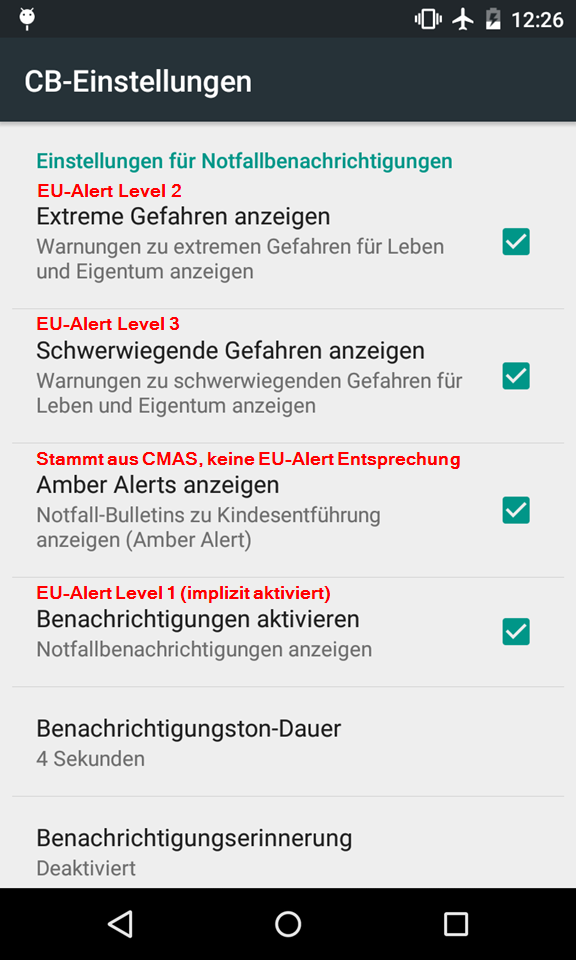 12:26
CB-Einstellungen
Einstellungen für Notfallbenachrichtigungen
EU-Alert Level 2
Extreme Gefahren anzeigen
Warnungen zu extremen Gefahren für Leben
und Eigentum anzeigen
EU-Alert Level 3
Schwerwiegende Gefahren anzeigen
Warnungen zu schwerwiegenden Gefahren für
Leben und Eigentum anzeigen
Stammt aus CMAS, keine EU-Alert Entsprechung
Amber Alerts anzeigen
Notfall-Bulletins zu Kindesentführung
anzeigen (Amber Alert)
EU-Alert Level 1 (implizit aktiviert)
Benachrichtigungen aktivieren
Notfallbenachrichtigungen anzeigen
Benachrichtigungston-Dauer
4 Sekunden
Benachrichtigungserinnerung
Deaktiviert